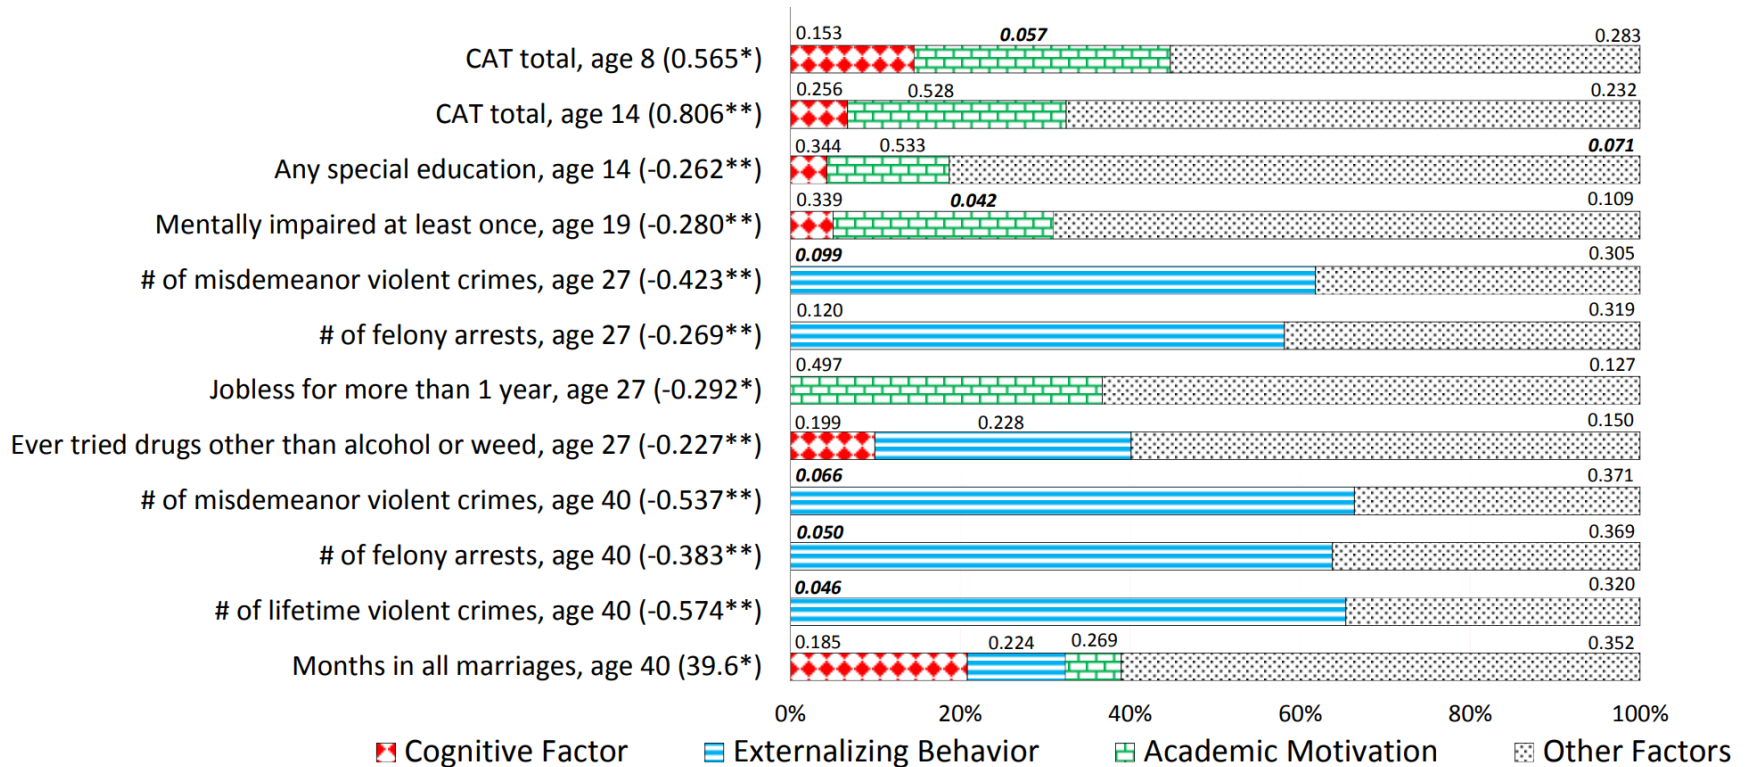 0.153 0.057 0.283
CAT total, age 8 (0.565*)
0.256 0.528 0.232
CAT total, age 14 (0.806**)
0.344 0.533 0.071
Any special education, age 14 (-0.262**)
0.339 0.042 0.109
Mentally impaired at least once, age 19 (-0.280**)
0.099 0.305
# of misdemeanor violent crimes, age 27 (-0.423**)
0.120 0.319
# of felony arrests, age 27 (-0.269**)
0.497 0.127
Jobless for more than 1 year, age 27 (-0.292*)
0.199 0.228 0.150
Ever tried drugs other than alcohol or weed, age 27 (-0.227**)
0.066 0.371
# of misdemeanor violent crimes, age 40 (-0.537**)
0.050 0.369
# of felony arrests, age 40 (-0.383**)
0.046 0.320
# of lifetime violent crimes, age 40 (-0.574**)
0.185 0.224 0.269 0.352
Months in all marriages, age 40 (39.6*)
0% 20% 40% 60% 80% 100%
Cognitive Factor Externalizing Behavior Academic Motivation Other Factors